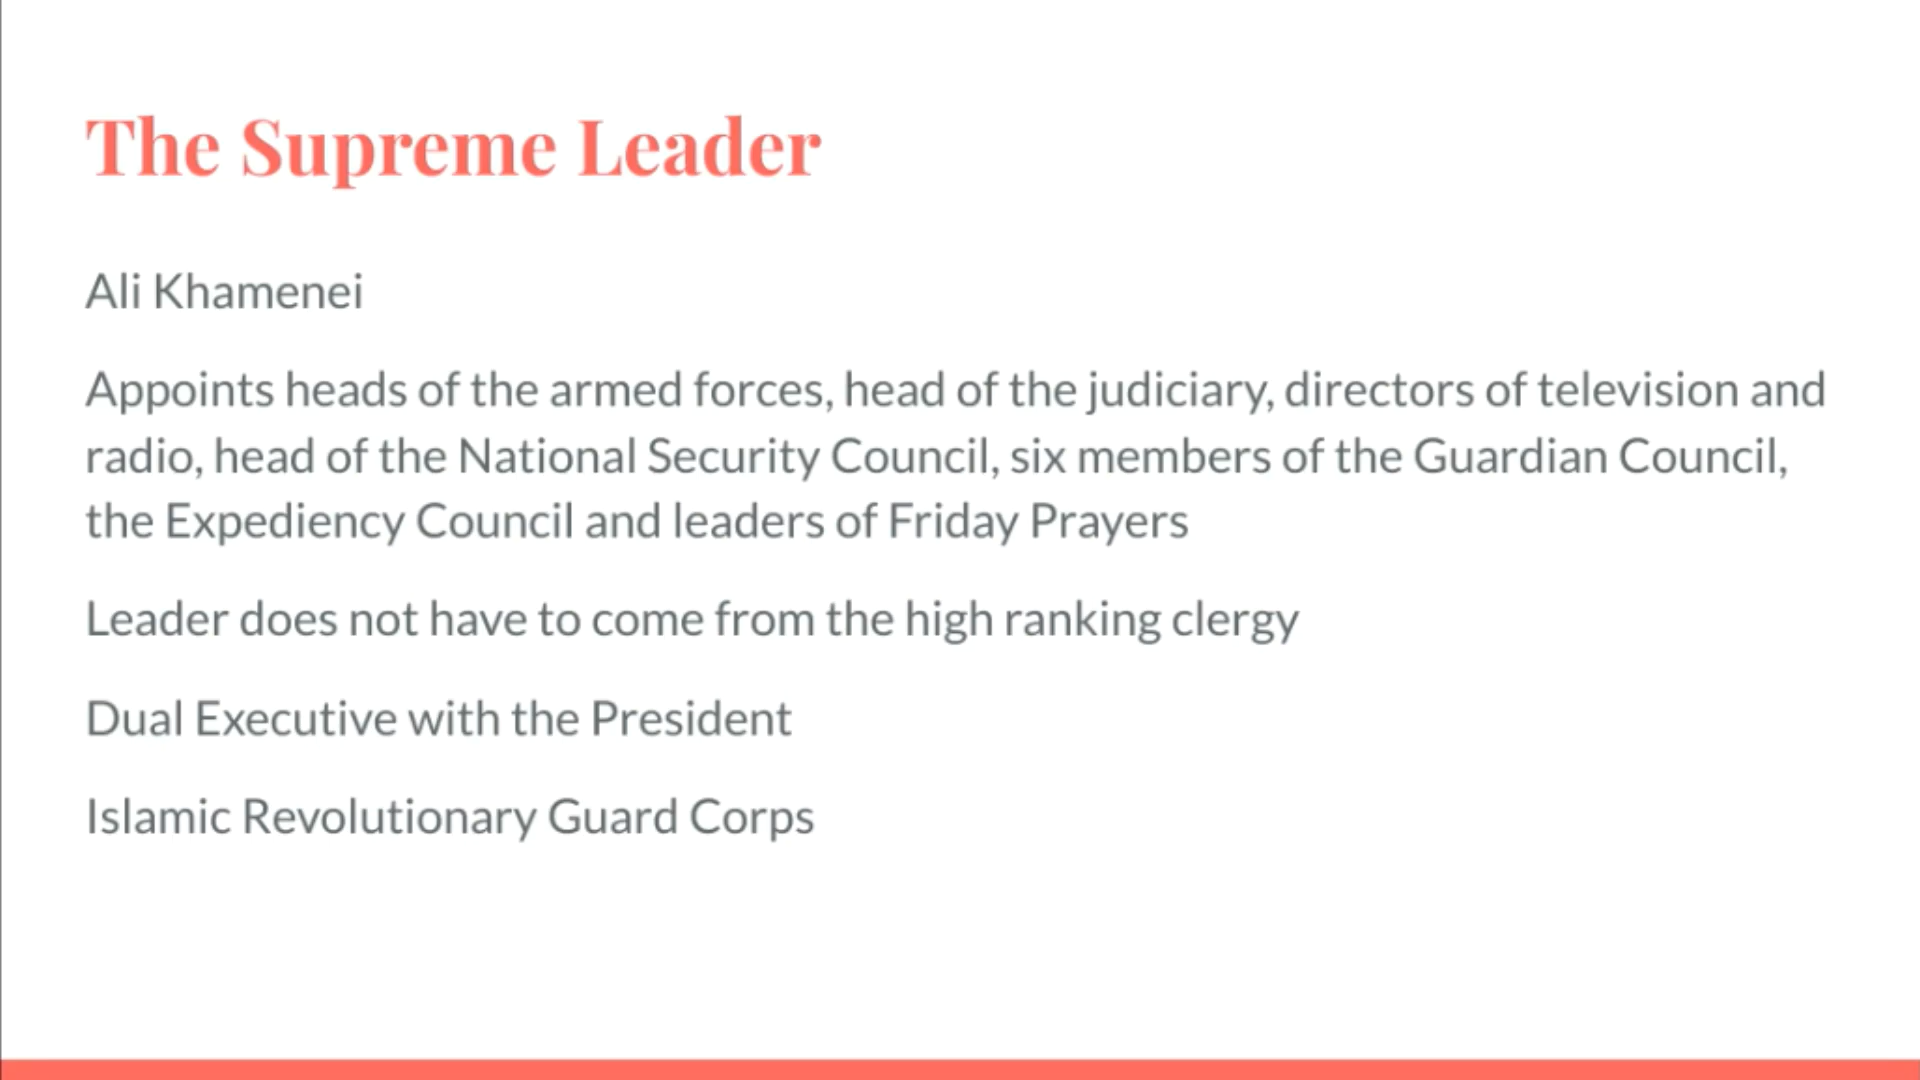 The Supreme Leader
Ali Khamenei
Appoints heads of the armed forces, head of the judiciary, directors of television and
radio, head of the National Security Council, six members of the Guardian Council,
the Expediency Council and leaders of Friday Prayers
Leader does not have to come from the high ranking clergy
Dual Executive with the President
Islamic Revolutionary Guard Corps